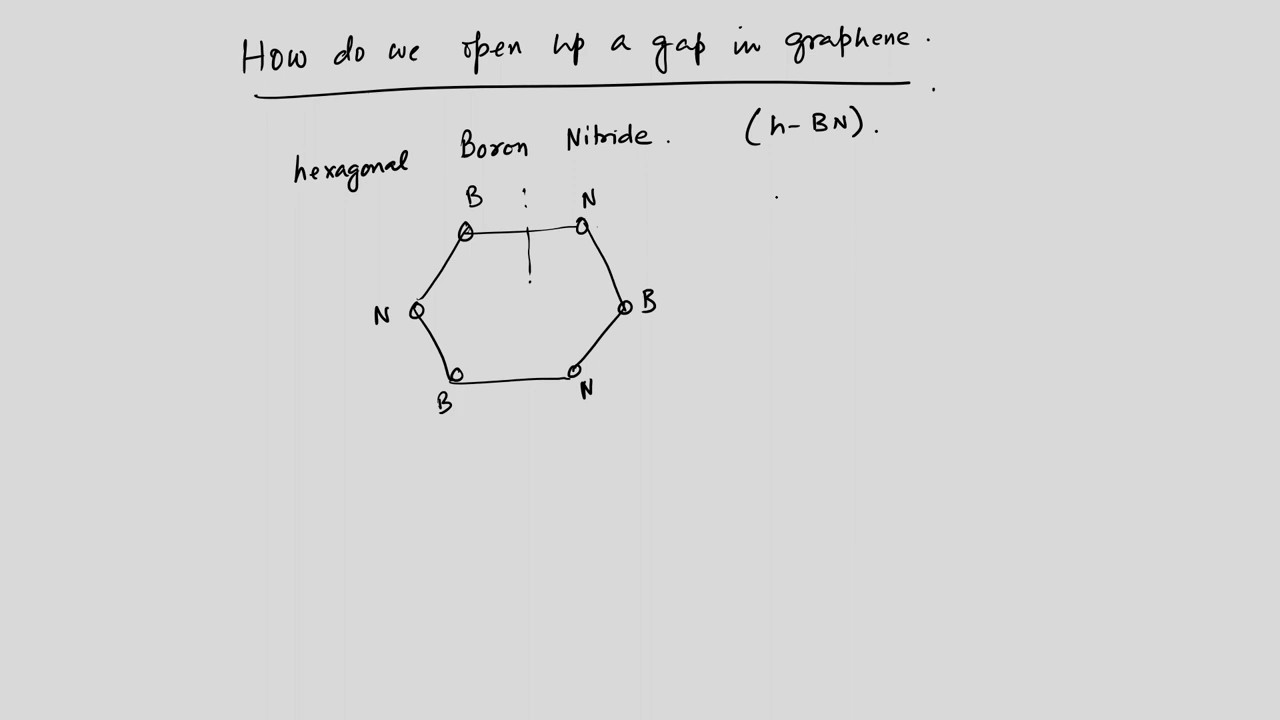 How do we open up a gap in graphene.
hexagonal Boron Nitride. (h-BN).
B N
N B
B N